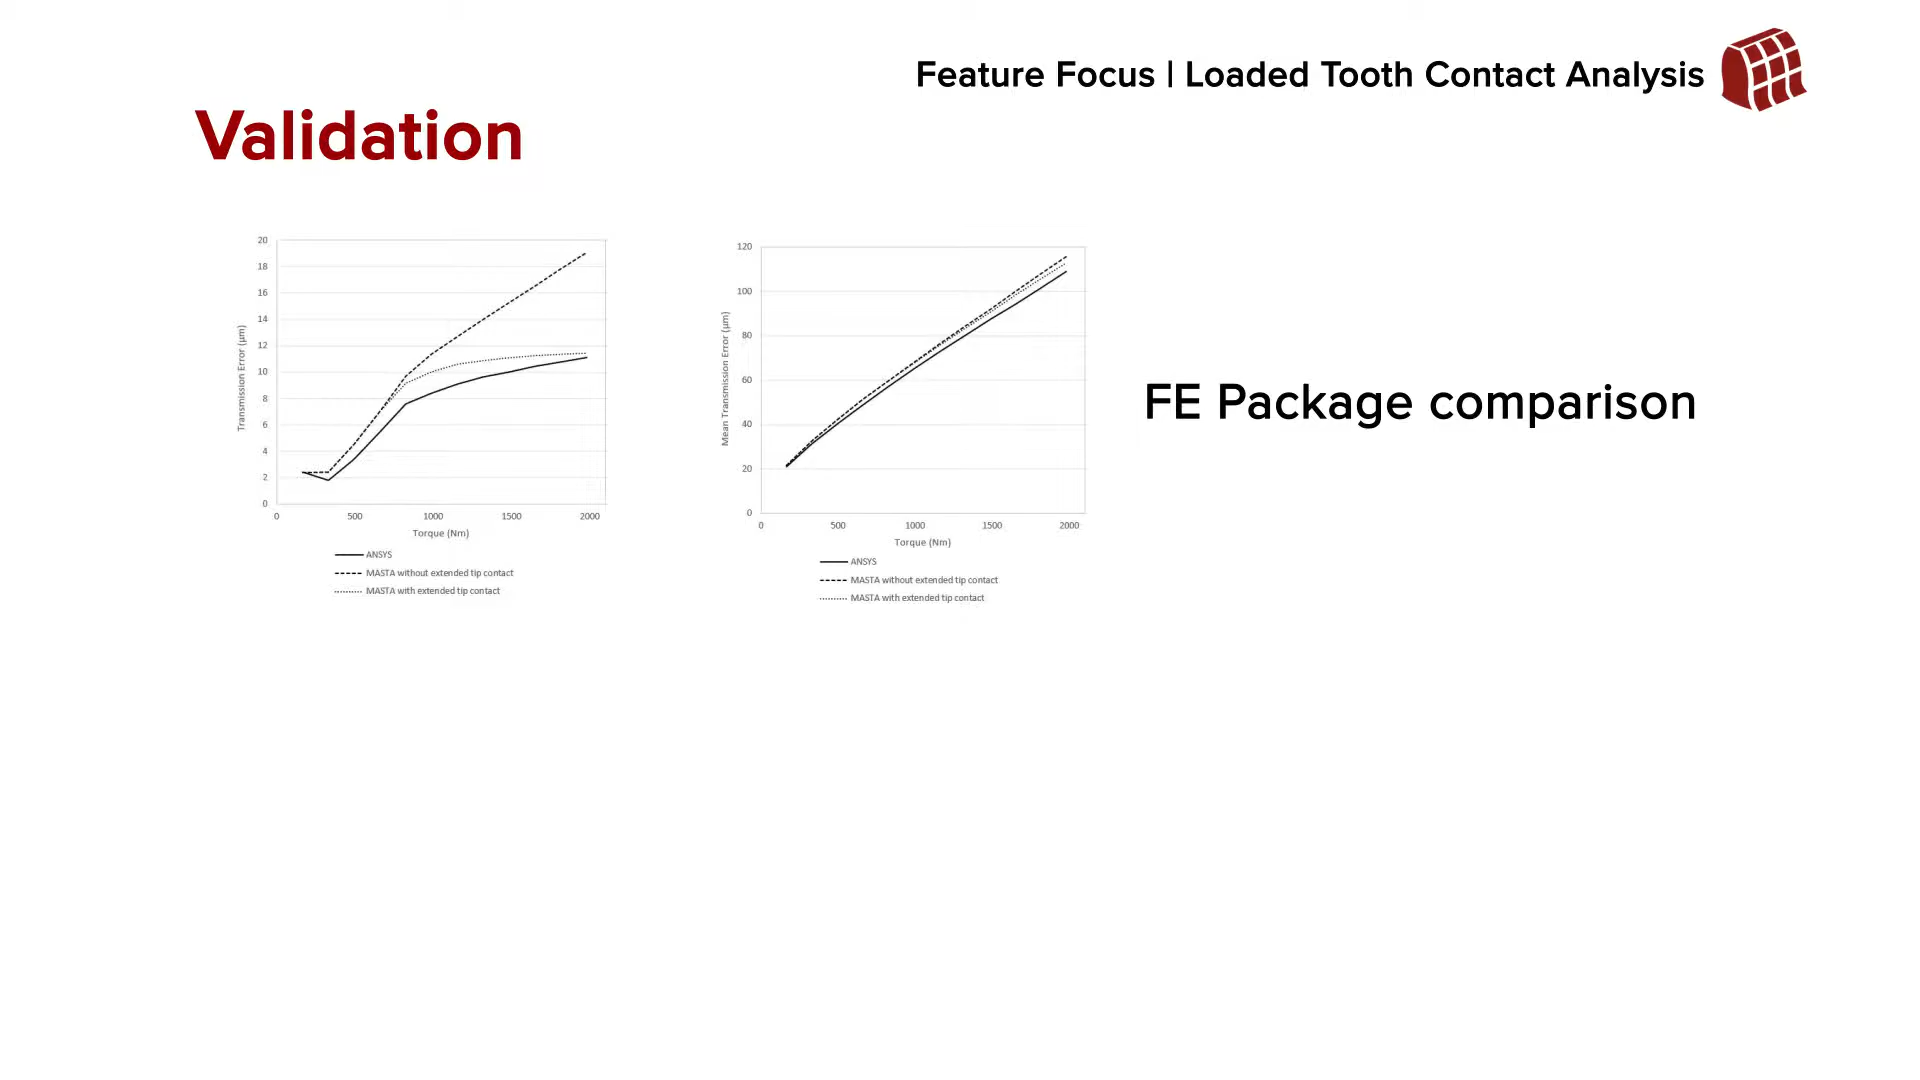 Feature Focus | Loaded Tooth Contact Analysis
Validation
20
18
16
14
12
10
8
6
4
2
0
Transmission Error (µm)
0 500 1000 1500 2000
Torque (Nm)
ANSYS
MASTA without extended tip contact
MASTA with extended tip contact
120
100
80
60
40
20
0
Mean Transmission Error (µm)
0 500 1000 1500 2000
Torque (Nm)
ANSYS
MASTA without extended tip contact
MASTA with extended tip contact
FE Package comparison